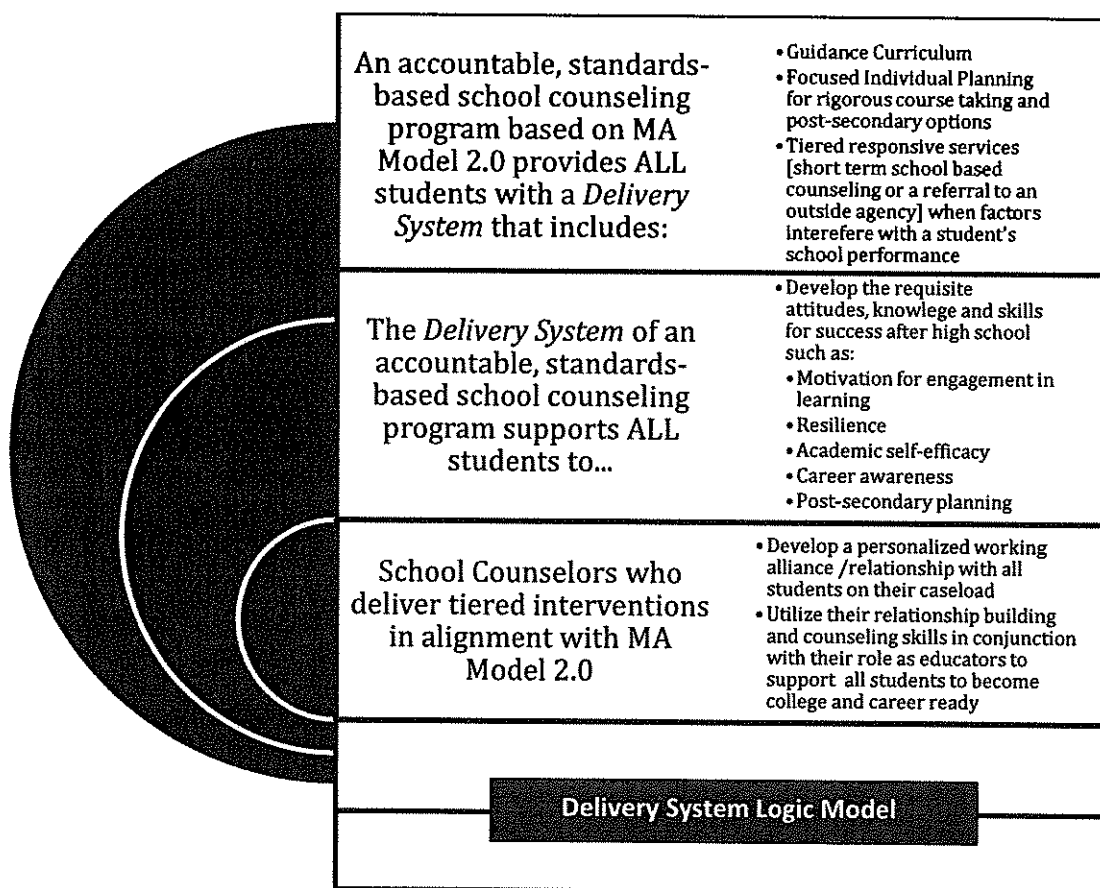 An accountable, standards-
based school counseling
program based on MA
Model 2.0 provides ALL
students with a Delivery
System that includes:
• Guidance Curriculum
• Focused Individual Planning
for rigorous course taking and
post-secondary options
• Tiered responsive services
[short term school based
counseling or a referral to an
outside agency] when factors
interefere with a student's
school performance
The Delivery System of an
accountable, standards-
based school counseling
program supports ALL
students to...
• Develop the requisite
attitudes, knowlege and skills
for success after high school
such as:
• Motivation for engagement in
learning
• Resilience
• Academic self-efficacy
• Career awareness
• Post-secondary planning
School Counselors who
deliver tiered interventions
in alignment with MA
Model 2.0
• Develop a personalized working
alliance /relationship with all
students on their caseload
• Utilize their relationship building
and counseling skills in conjunction
with their role as educators to
support all students to become
college and career ready
Delivery System Logic Model